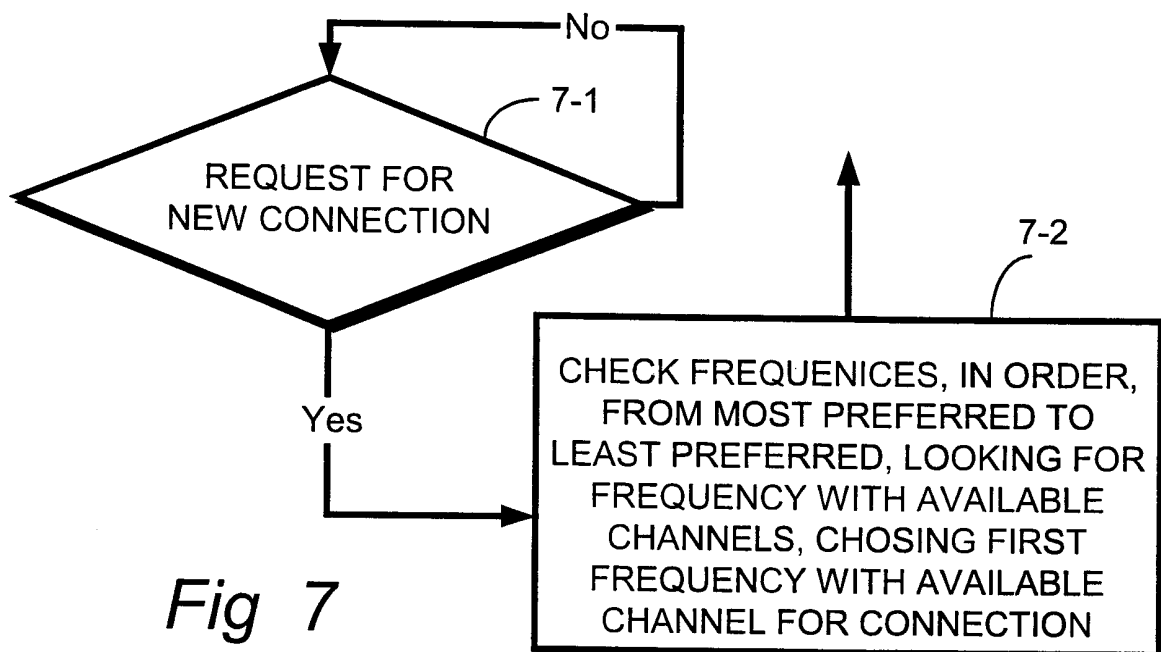 No
7-1
REQUEST FOR
NEW CONNECTION
7-2
Yes
CHECK FREQUENICES, IN ORDER,
FROM MOST PREFERRED TO
LEAST PREFERRED, LOOKING FOR
FREQUENCY WITH AVAILABLE
CHANNELS, CHOSING FIRST
FREQUENCY WITH AVAILABLE
CHANNEL FOR CONNECTION
Fig 7